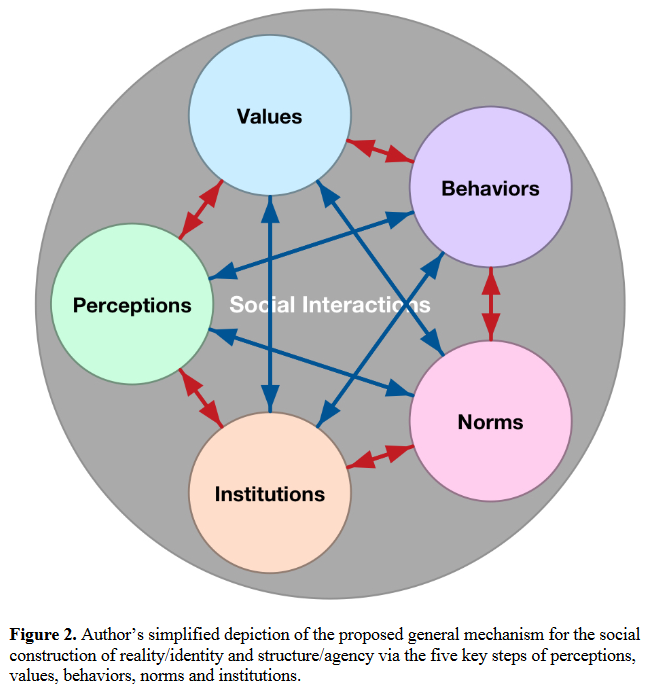 Values
Behaviors
Perceptions
Social Interactions
Norms
Institutions
Figure 2. Author's simplified depiction of the proposed general mechanism for the social
construction of reality/identity and structure/agency via the five key steps of perceptions,
values, behaviors, norms and institutions.